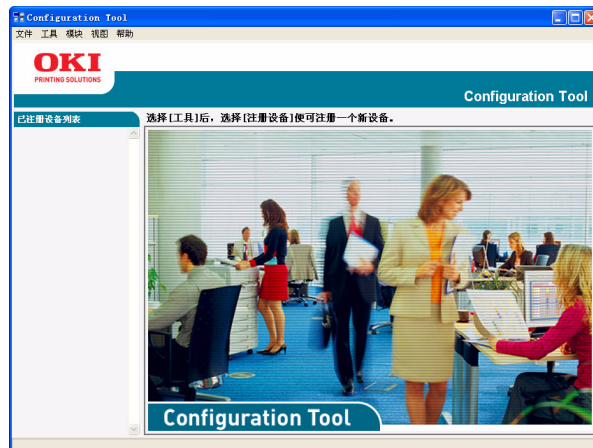 Configuration Tool
文件 工具 模块 视图 帮助
OKI
PRINTING SOLUTIONS
Configuration Tool
已注册设备列表
选择[工具]后，选择[注册设备]便可注册一个新设备。
Configuration Tool